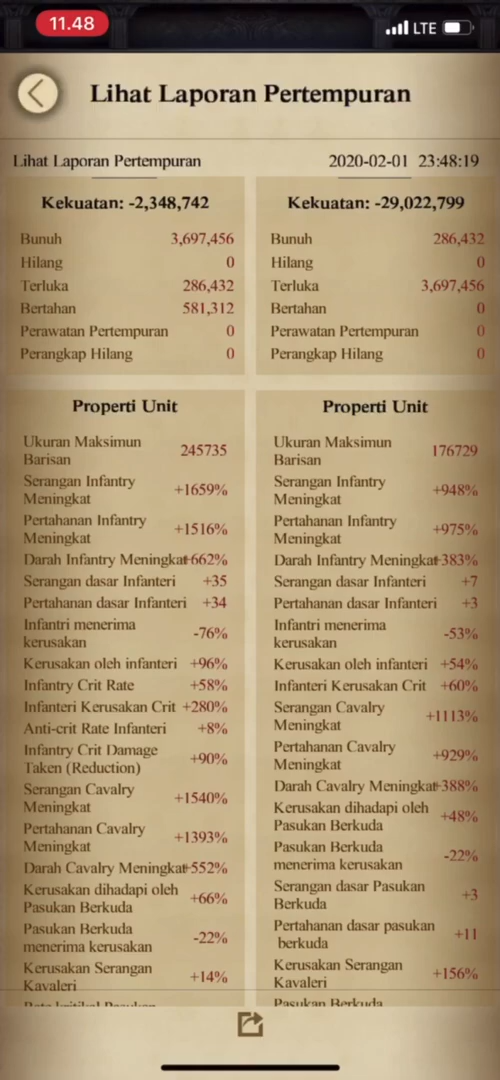 11.48
LTE
Lihat Laporan Pertempuran
Lihat Laporan Pertempuran 2020-02-01 23:48:19
Kekuatan: -2,348,742
Bunuh 3,697,456
Hilang 0
Terluka 286,432
Bertahan 581,312
Perawatan Pertempuran 0
Perangkap Hilang 0
Kekuatan: -29,022,799
Bunuh 286,432
Hilang 0
Terluka 3,697,456
Bertahan 0
Perawatan Pertempuran 0
Perangkap Hilang 0
Properti Unit
Ukuran Maksimun
Barisan 245735
Serangan Infantry
Meningkat +1659%
Pertahanan Infantry
Meningkat +1516%
Darah Infantry Meningkat+662%
Serangan dasar Infanteri +35
Pertahanan dasar Infanteri +34
Infantri menerima
kerusakan -76%
Kerusakan oleh infanteri +96%
Infantry Crit Rate +58%
Infanteri Kerusakan Crit +280%
Anti-crit Rate Infanteri +8%
Infantry Crit Damage
Taken (Reduction) +90%
Serangan Cavalry
Meningkat +1540%
Pertahanan Cavalry
Meningkat +1393%
Darah Cavalry Meningkat+552%
Kerusakan dihadapi oleh
Pasukan Berkuda +66%
Pasukan Berkuda
menerima kerusakan -22%
Kerusakan Serangan
Kavaleri +14%
Properti Unit
Ukuran Maksimun
Barisan 176729
Serangan Infantry
Meningkat +948%
Pertahanan Infantry
Meningkat +975%
Darah Infantry Meningkat+383%
Serangan dasar Infanteri +7
Pertahanan dasar Infanteri +3
Infantri menerima
kerusakan -53%
Kerusakan oleh infanteri +54%
Infanteri Kerusakan Crit +60%
Serangan Cavalry
Meningkat +1113%
Pertahanan Cavalry
Meningkat +929%
Darah Cavalry Meningkat+388%
Kerusakan dihadapi oleh
Pasukan Berkuda +48%
Pasukan Berkuda
menerima kerusakan -22%
Serangan dasar Pasukan
Berkuda +3
Pertahanan dasar pasukan
berkuda +11
Kerusakan Serangan
Kavaleri +156%
Pasukan Berkuda